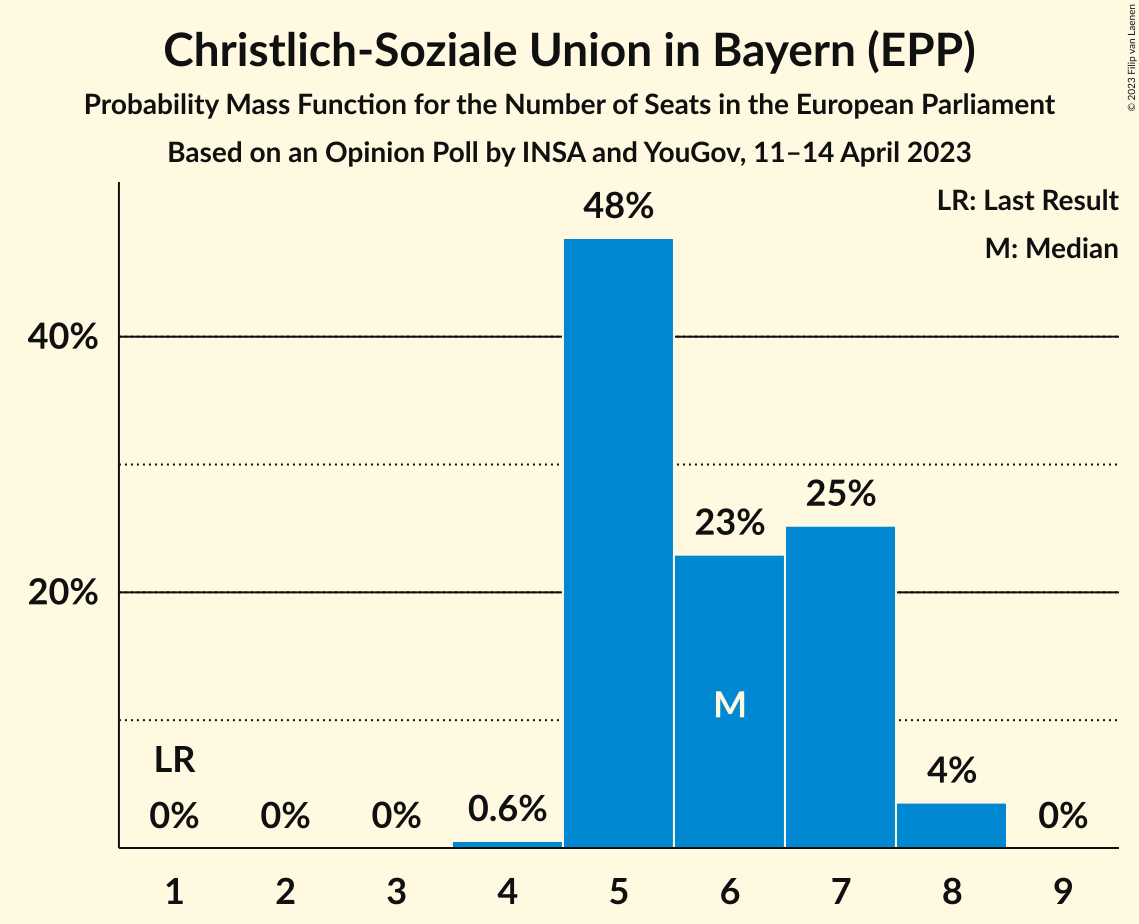 Christlich-Soziale Union in Bayern (EPP)
Probability Mass Function for the Number of Seats in the European Parliament
Based on an Opinion Poll by INSA and YouGov, 11–14 April 2023
© 2023 Filip van Laenen
LR: Last Result
M: Median
48%
40%
25%
23%
20%
M
LR
4%
0%
0%
0%
0.6%
0%
1 2 3 4 5 6 7 8 9